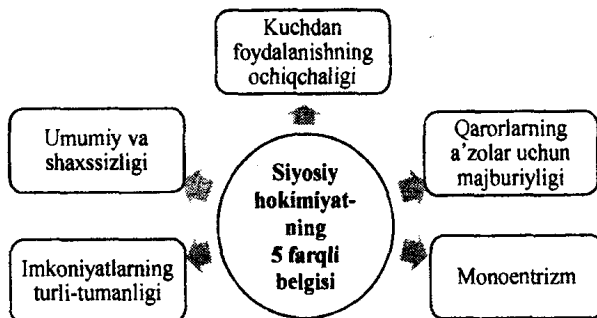 Kuchdan
foydalanishning
ochiqchaligi
Umumiy va
shaxssizligi
Qarorlarning
a'zolar uchun
majburiyligi
Siyosiy
hokimiyat-
ning
5 farqli
belgisi
Imkoniyatlarning
turli-tumanligi
Monoentrizm